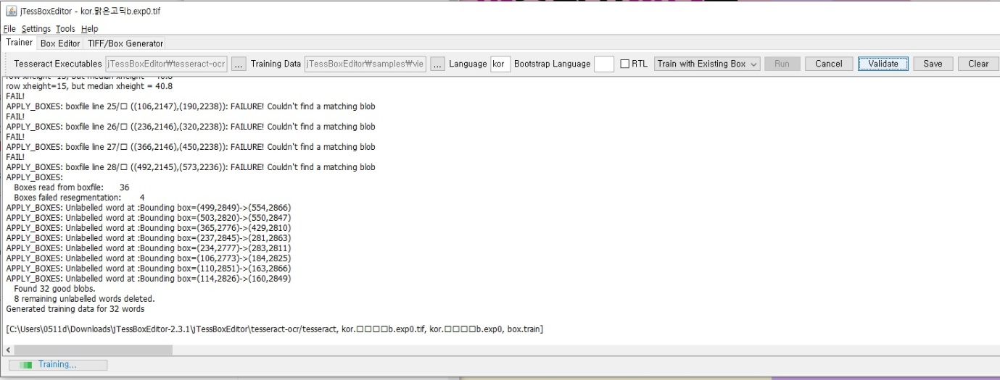 jTessBoxEditor - kor.맑은고딕b.exp0.tif
File Settings Tools Help
Trainer Box Editor TIFF/Box Generator
Tesseract Executables jTessBoxEditor₩tesseract-ocr ... Training Data jTessBoxEditor₩samples₩vie ... Language kor Bootstrap Language RTL Train with Existing Box Run Cancel Validate Save Clear
row xheight=15, but median xheight = 40.8
row xheight=15, but median xheight = 40.8
FAIL!
APPLY_BOXES: boxfile line 25/□ ((106,2147),(190,2238)): FAILURE! Couldn't find a matching blob
FAIL!
APPLY_BOXES: boxfile line 26/□ ((236,2146),(320,2238)): FAILURE! Couldn't find a matching blob
FAIL!
APPLY_BOXES: boxfile line 27/□ ((366,2146),(450,2238)): FAILURE! Couldn't find a matching blob
FAIL!
APPLY_BOXES: boxfile line 28/□ ((492,2145),(573,2236)): FAILURE! Couldn't find a matching blob
APPLY_BOXES:
Boxes read from boxfile: 36
Boxes failed resegmentation: 4
APPLY_BOXES: Unlabelled word at :Bounding box=(499,2849)->(554,2866)
APPLY_BOXES: Unlabelled word at :Bounding box=(503,2820)->(550,2847)
APPLY_BOXES: Unlabelled word at :Bounding box=(365,2776)->(429,2810)
APPLY_BOXES: Unlabelled word at :Bounding box=(237,2845)->(281,2863)
APPLY_BOXES: Unlabelled word at :Bounding box=(234,2777)->(283,2811)
APPLY_BOXES: Unlabelled word at :Bounding box=(106,2773)->(184,2825)
APPLY_BOXES: Unlabelled word at :Bounding box=(110,2851)->(163,2866)
APPLY_BOXES: Unlabelled word at :Bounding box=(114,2826)->(160,2849)
Found 32 good blobs.
8 remaining unlabelled words deleted.
Generated training data for 32 words
[C:\Users\0511d\Downloads\jTessBoxEditor-2.3.1\jTessBoxEditor\tesseract-ocr/tesseract, kor.□□□□b.exp0.tif, kor.□□□□b.exp0, box.train]
Training...